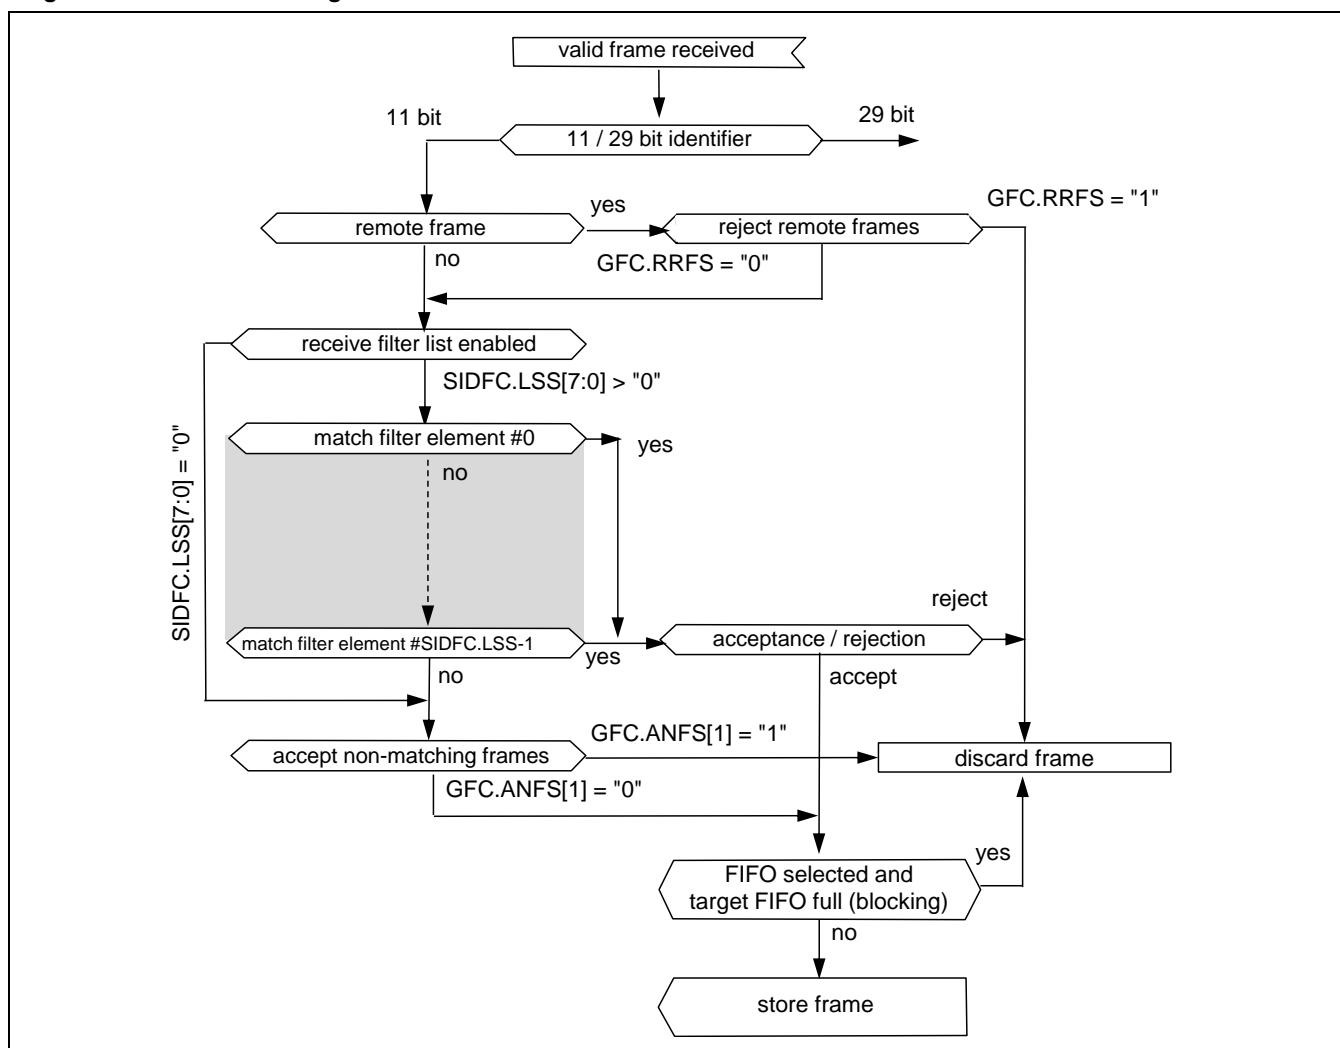 valid frame received
11 bit
29 bit
11 / 29 bit identifier
GFC.RRFS = "1"
yes
remote frame
reject remote frames
no
GFC.RRFS = "0"
receive filter list enabled
SIDFC.LSS[7:0] > "0"
SIDFC.LSS[7:0] = "0"
match filter element #0
yes
no
reject
match filter element #SIDFC.LSS-1
yes
acceptance / rejection
no
accept
GFC.ANFS[1] = "1"
accept non-matching frames
discard frame
GFC.ANFS[1] = "0"
yes
FIFO selected and
target FIFO full (blocking)
no
store frame